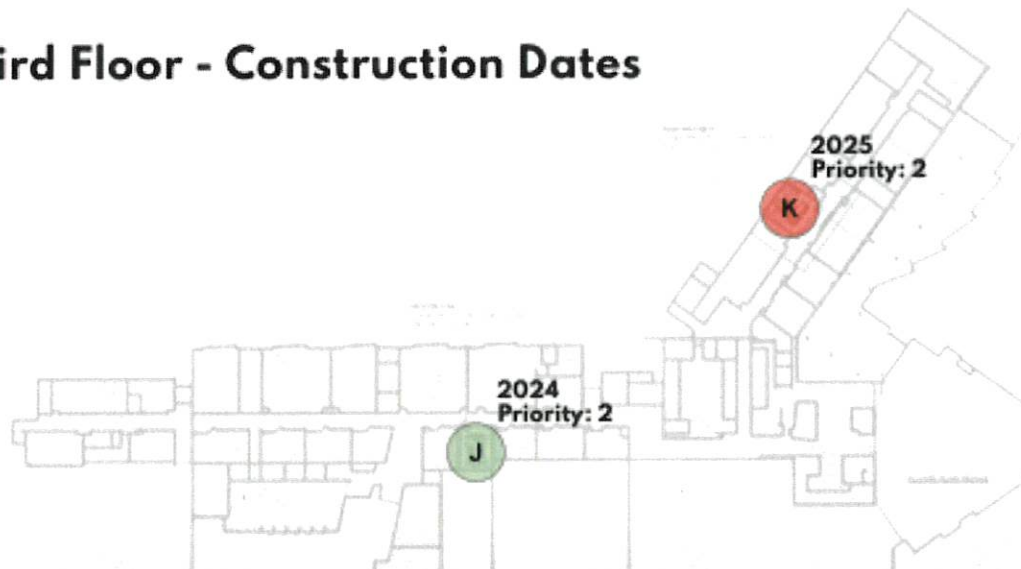 ird Floor - Construction Dates
2025
Priority: 2
K
2024
Priority: 2
J